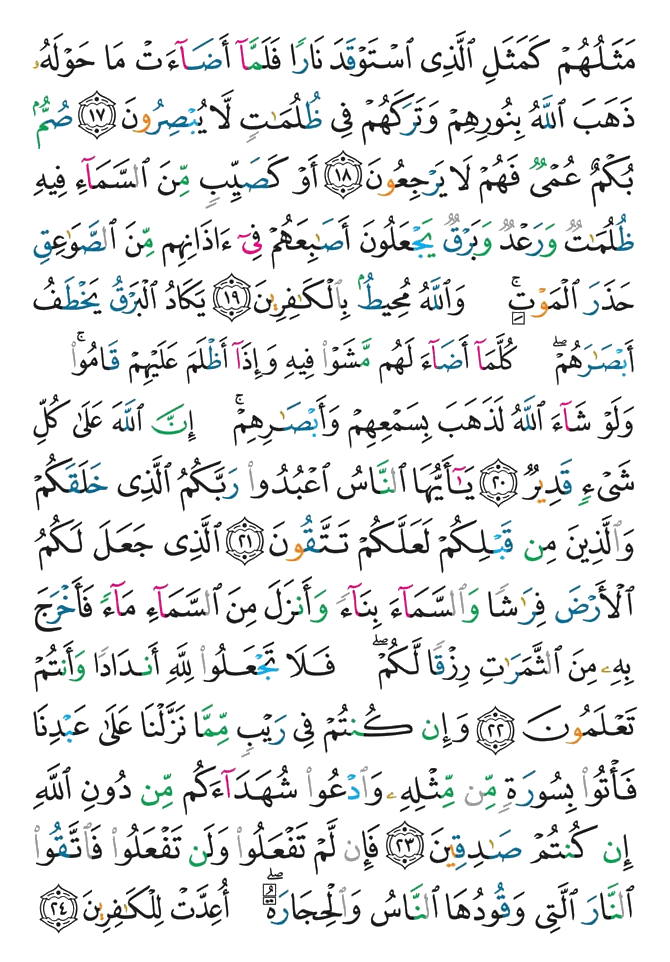 مَثَلُهُمْ كَمَثَلِ ٱلَّذِى ٱسْتَوْقَدَ نَارًا فَلَمَّآ أَضَآءَتْ مَا حَوْلَهُۥ
ذَهَبَ ٱللَّهُ بِنُورِهِمْ وَتَرَكَهُمْ فِى ظُلُمَـٰتٍ لَّا يُبْصِرُونَ ١٧ صُمٌّۢ
بُكْمٌ عُمْىٌ فَهُمْ لَا يَرْجِعُونَ ١٨ أَوْ كَصَيِّبٍ مِّنَ ٱلسَّمَآءِ فِيهِ
ظُلُمَـٰتٌ وَرَعْدٌ وَبَرْقٌ يَجْعَلُونَ أَصَـٰبِعَهُمْ فِىٓ ءَاذَانِهِم مِّنَ ٱلصَّوَٰعِقِ
حَذَرَ ٱلْمَوْتِۚ وَٱللَّهُ مُحِيطٌۢ بِٱلْكَـٰفِرِينَ ١٩ يَكَادُ ٱلْبَرْقُ يَخْطَفُ
أَبْصَـٰرَهُمْۖ كُلَّمَآ أَضَآءَ لَهُم مَّشَوْا۟ فِيهِ وَإِذَآ أَظْلَمَ عَلَيْهِمْ قَامُوا۟ۚ
وَلَوْ شَآءَ ٱللَّهُ لَذَهَبَ بِسَمْعِهِمْ وَأَبْصَـٰرِهِمْۚ إِنَّ ٱللَّهَ عَلَىٰ كُلِّ
شَىْءٍ قَدِيرٌ ٢٠ يَـٰٓأَيُّهَا ٱلنَّاسُ ٱعْبُدُوا۟ رَبَّكُمُ ٱلَّذِى خَلَقَكُمْ
وَٱلَّذِينَ مِن قَبْلِكُمْ لَعَلَّكُمْ تَتَّقُونَ ٢١ ٱلَّذِى جَعَلَ لَكُمُ
ٱلْأَرْضَ فِرَٰشًا وَٱلسَّمَآءَ بِنَآءً وَأَنزَلَ مِنَ ٱلسَّمَآءِ مَآءً فَأَخْرَجَ
بِهِۦ مِنَ ٱلثَّمَرَٰتِ رِزْقًا لَّكُمْۖ فَلَا تَجْعَلُوا۟ لِلَّهِ أَندَادًا وَأَنتُمْ
تَعْلَمُونَ ٢٢ وَإِن كُنتُمْ فِى رَيْبٍ مِّمَّا نَزَّلْنَا عَلَىٰ عَبْدِنَا
فَأْتُوا۟ بِسُورَةٍ مِّن مِّثْلِهِۦ وَٱدْعُوا۟ شُهَدَآءَكُم مِّن دُونِ ٱللَّهِ
إِن كُنتُمْ صَـٰدِقِينَ ٢٣ فَإِن لَّمْ تَفْعَلُوا۟ وَلَن تَفْعَلُوا۟ فَٱتَّقُوا۟
ٱلنَّارَ ٱلَّتِى وَقُودُهَا ٱلنَّاسُ وَٱلْحِجَارَةُۖ أُعِدَّتْ لِلْكَـٰفِرِينَ ٢٤